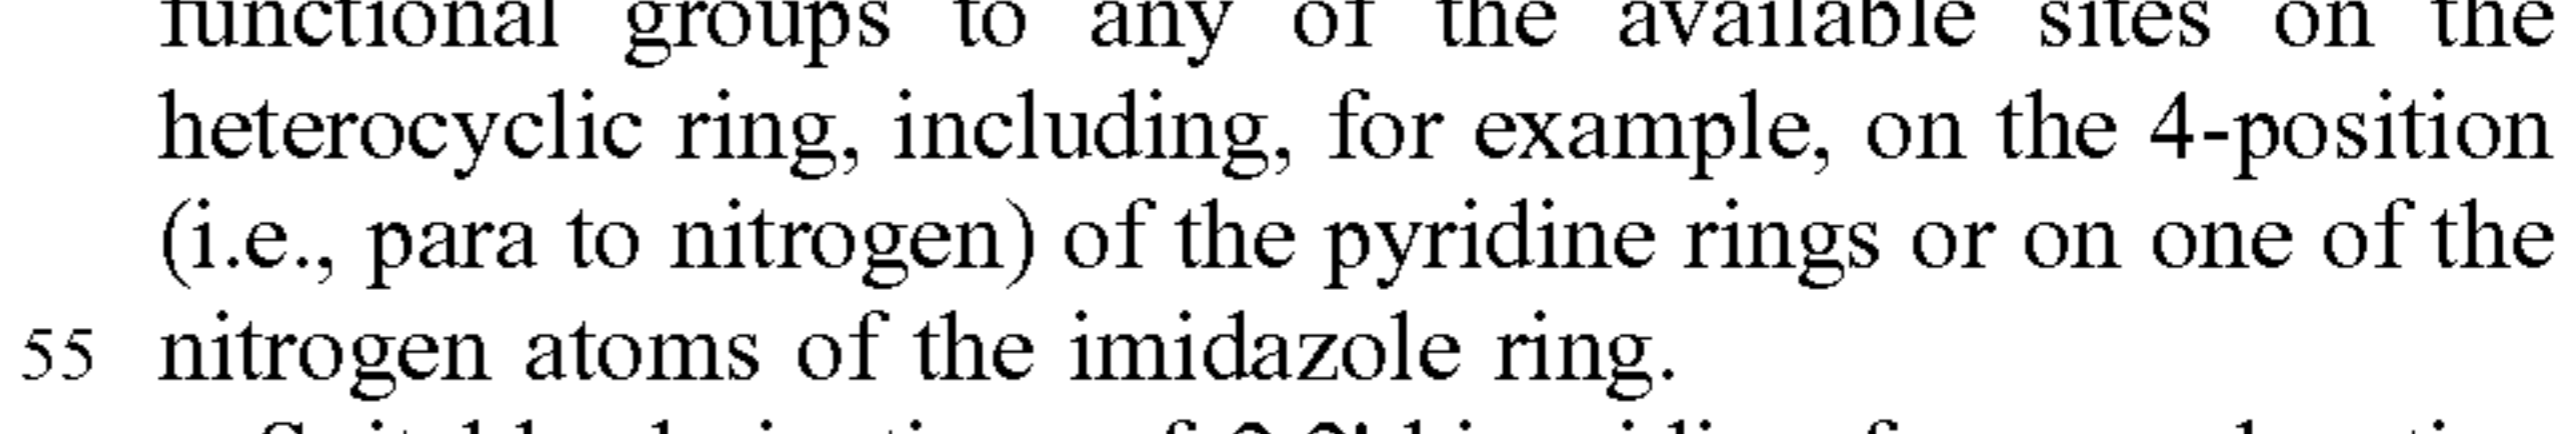 functional groups to any of the available sites on the
heterocyclic ring, including, for example, on the 4-position
(i.e., para to nitrogen) of the pyridine rings or on one of the
55 nitrogen atoms of the imidazole ring.